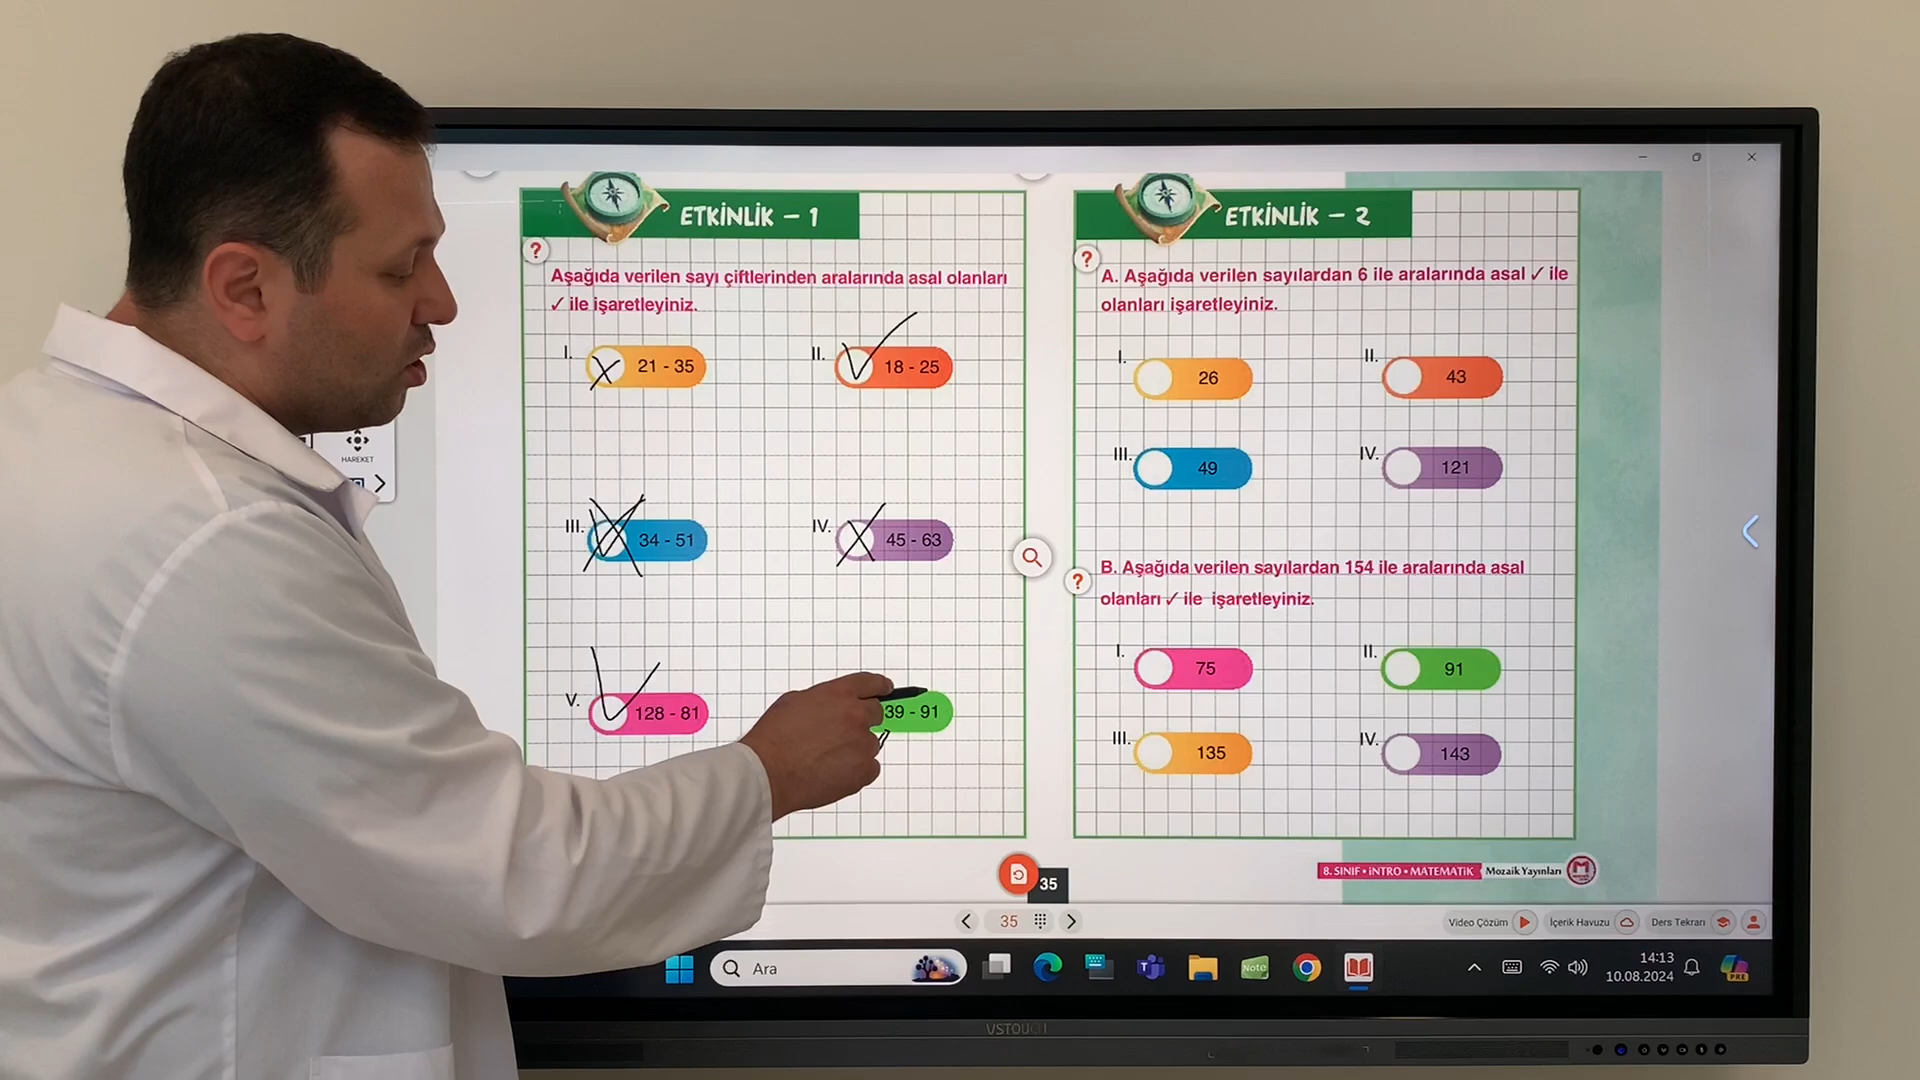 ETKİNLİK – 1
?
Aşağıda verilen sayı çiftlerinden aralarında asal olanları
✓ ile işaretleyiniz.
I. 21 - 35
II. 18 - 25
III. 34 - 51
IV. 45 - 63
V. 128 - 81
39 - 91
ETKİNLİK – 2
?
A. Aşağıda verilen sayılardan 6 ile aralarında asal ✓ ile
olanları işaretleyiniz.
I. 26
II. 43
III. 49
IV. 121
?
B. Aşağıda verilen sayılardan 154 ile aralarında asal
olanları ✓ ile işaretleyiniz.
I. 75
II. 91
III. 135
IV. 143
HAREKET
35
8. SINIF • İNTRO • MATEMATİK Mozaik Yayınları
35
Video Çözüm
İçerik Havuzu
Ders Tekrarı
Ara
Note
14:13
10.08.2024
PRE
VSTOUCH